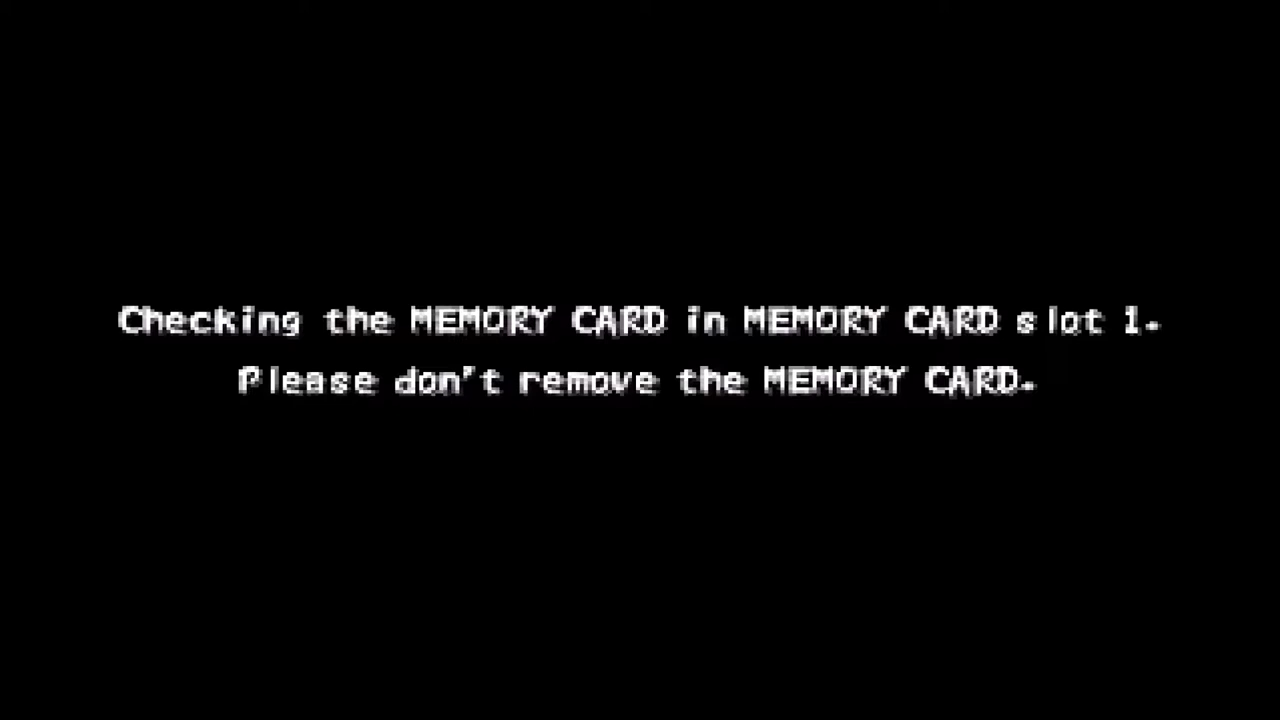 Checking the MEMORY CARD in MEMORY CARD slot 1.
Please don't remove the MEMORY CARD.